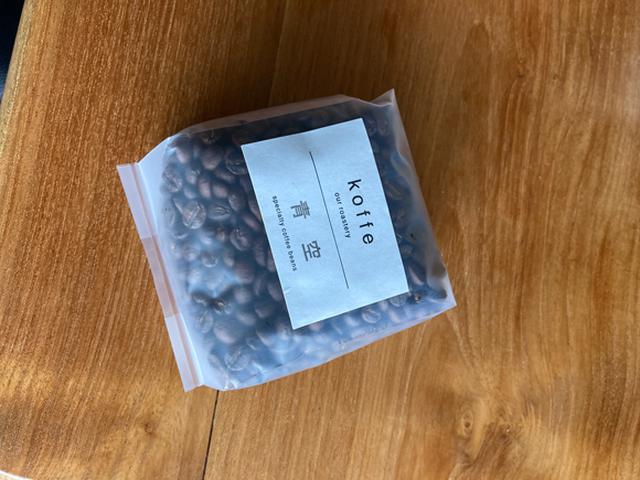 koffe
our roastery
青空
specialty coffee beans